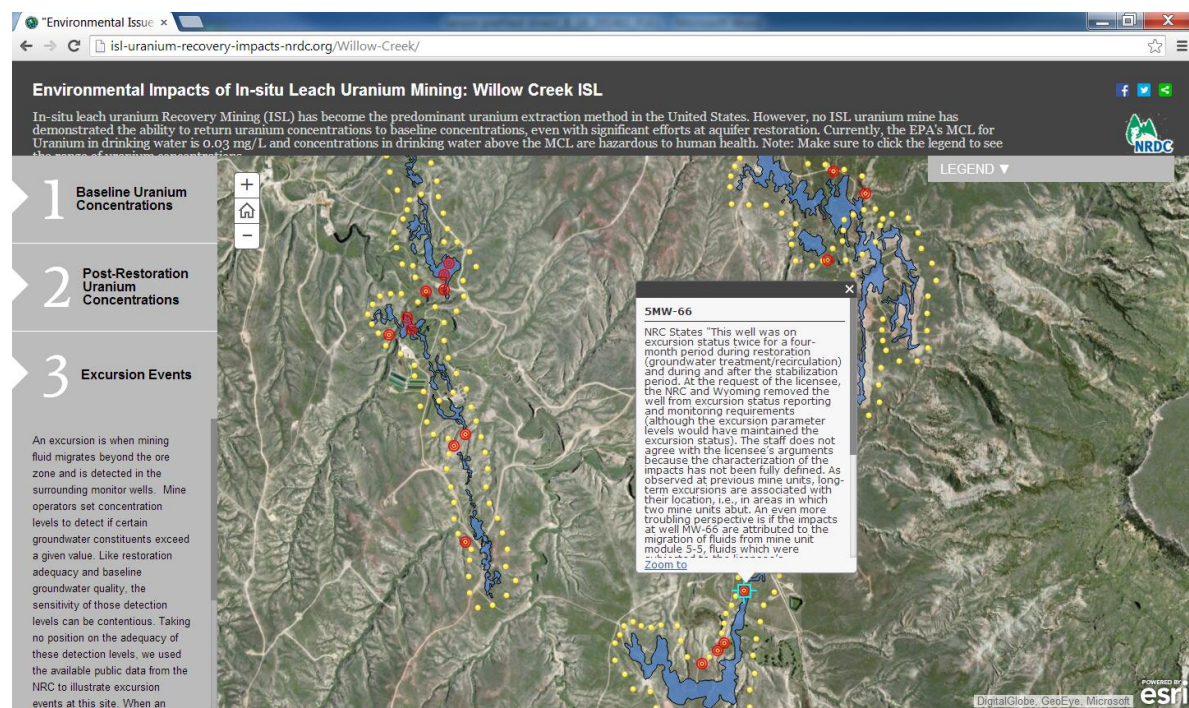 "Environmental Issue ×
isl-uranium-recovery-impacts-nrdc.org/Willow-Creek/
Environmental Impacts of In-situ Leach Uranium Mining: Willow Creek ISL
In-situ leach uranium Recovery Mining (ISL) has become the predominant uranium extraction method in the United States. However, no ISL uranium mine has
demonstrated the ability to return uranium concentrations to baseline concentrations, even with significant efforts at aquifer restoration. Currently, the EPA's MCL for
Uranium in drinking water is 0.03 mg/L and concentrations in drinking water above the MCL are hazardous to human health. Note: Make sure to click the legend to see
the range of uranium concentrations
NRDC
LEGEND ▼
1
Baseline Uranium
Concentrations
2
Post-Restoration
Uranium
Concentrations
3
Excursion Events
An excursion is when mining
fluid migrates beyond the ore
zone and is detected in the
surrounding monitor wells. Mine
operators set concentration
levels to detect if certain
groundwater constituents exceed
a given value. Like restoration
adequacy and baseline
groundwater quality, the
sensitivity of those detection
levels can be contentious. Taking
no position on the adequacy of
these detection levels, we used
the available public data from the
NRC to illustrate excursion
events at this site. When an
+
−
×
5MW-66
NRC States "This well was on
excursion status twice for a four-
month period during restoration
(groundwater treatment/recirculation)
and during and after the stabilization
period. At the request of the licensee,
the NRC and Wyoming removed the
well from excursion status reporting
and monitoring requirements
(although the excursion parameter
levels would have maintained the
excursion status). The staff does not
agree with the licensee's arguments
because the characterization of the
impacts has not been fully defined. As
observed at previous mine units, long-
term excursions are associated with
their location, i.e., in areas in which
two mine units abut. An even more
troubling perspective is if the impacts
at well MW-66 are attributed to the
migration of fluids from mine unit
module 5-5, fluids which were
subjected to the licensee's
Zoom to
DigitalGlobe, GeoEye, Microsoft
POWERED BY
esri